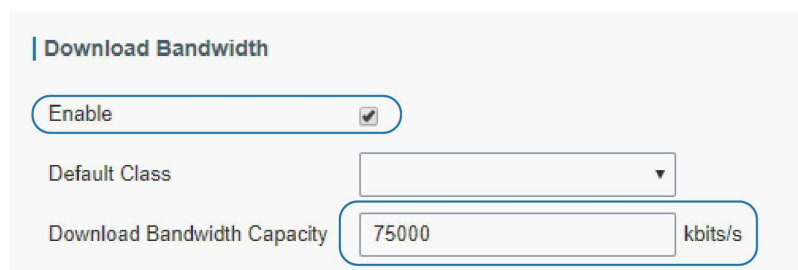 Download Bandwidth
Enable
Default Class
Download Bandwidth Capacity 75000 kbits/s